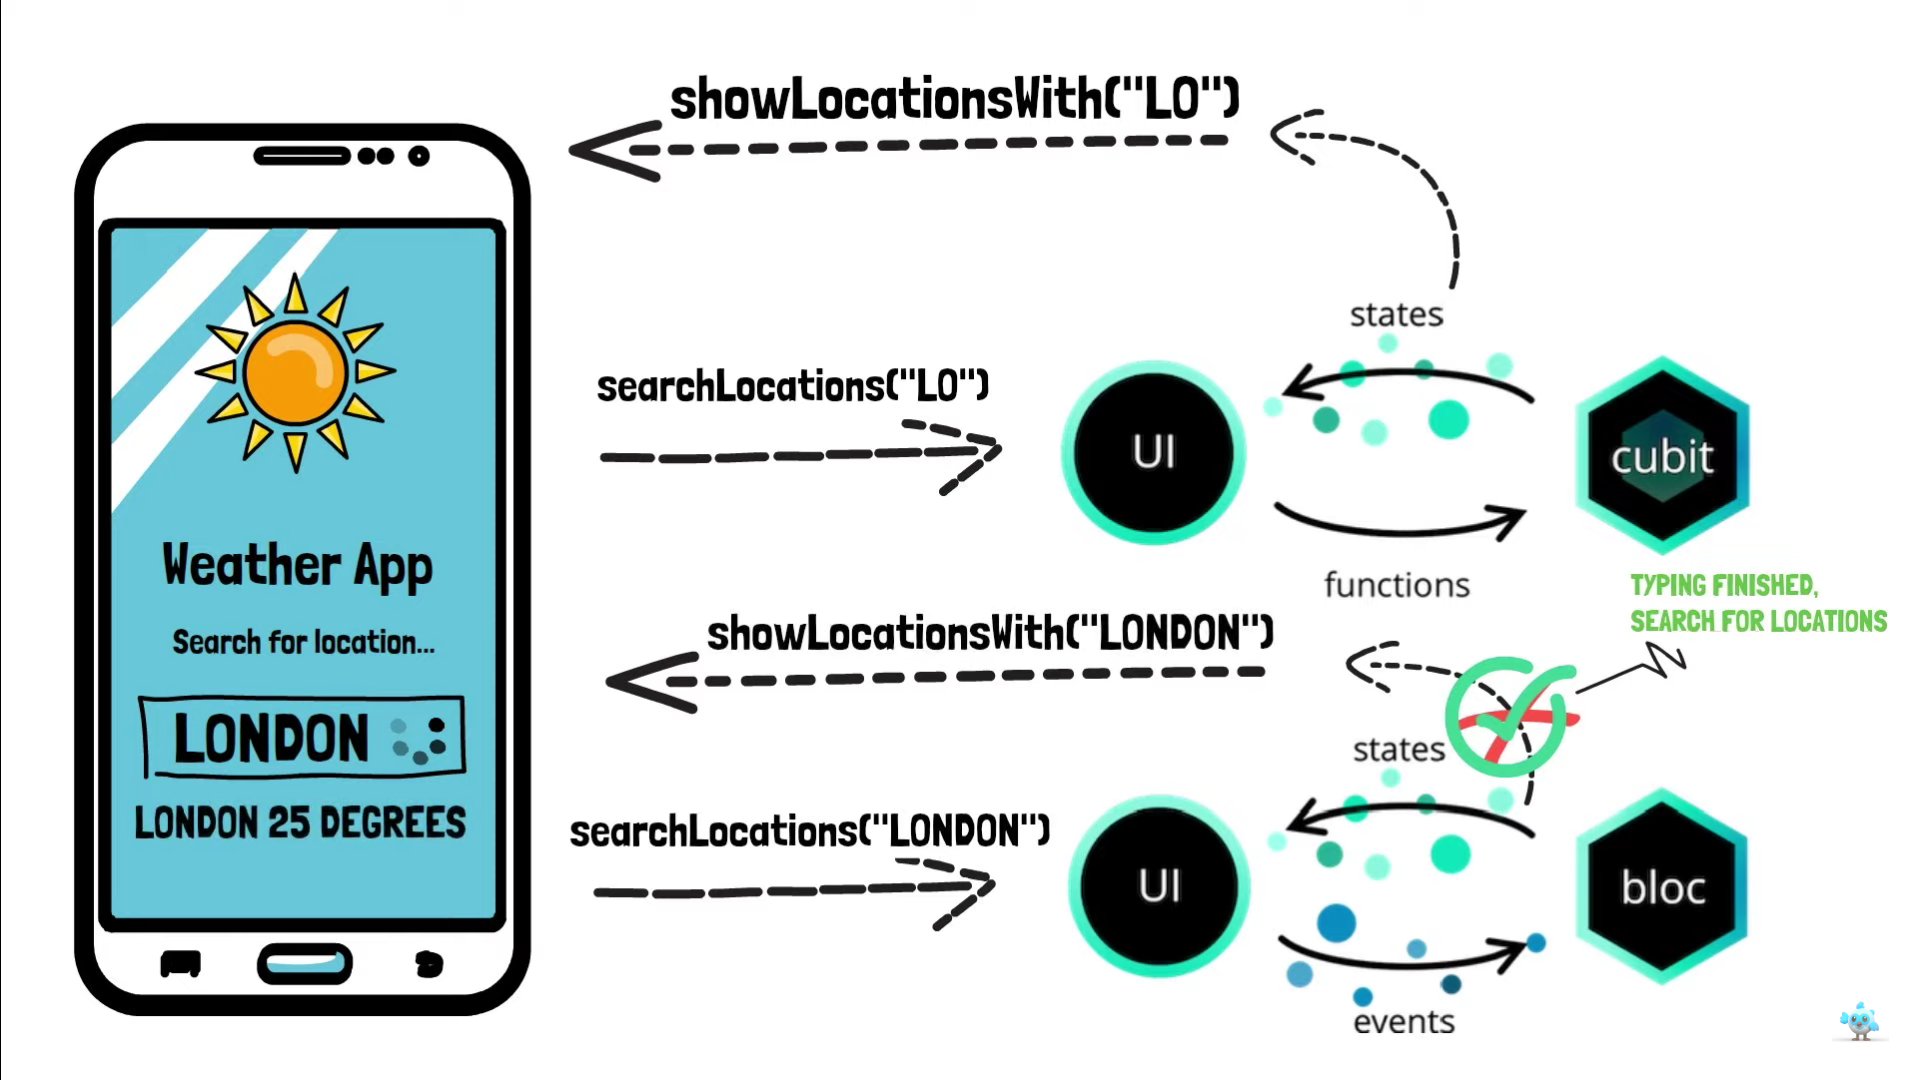 showLocationsWith("LO")
states
searchLocations("LO")
UI
cubit
functions
TYPING FINISHED,
SEARCH FOR LOCATIONS
Weather App
Search for location...
LONDON
LONDON 25 DEGREES
showLocationsWith("LONDON")
states
searchLocations("LONDON")
UI
bloc
events